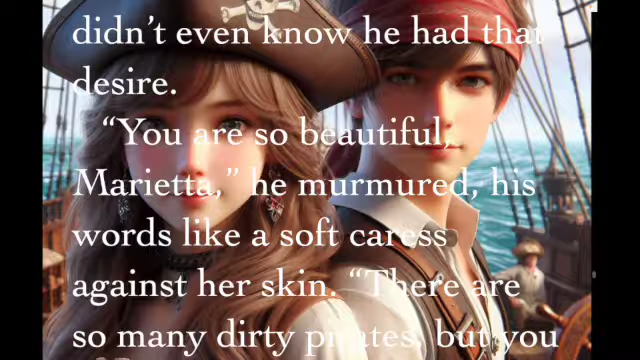 didn’t even know he had that
desire.
“You are so beautiful,
Marietta,” he murmured, his
words like a soft caress
against her skin. “There are
so many dirty pirates, but you